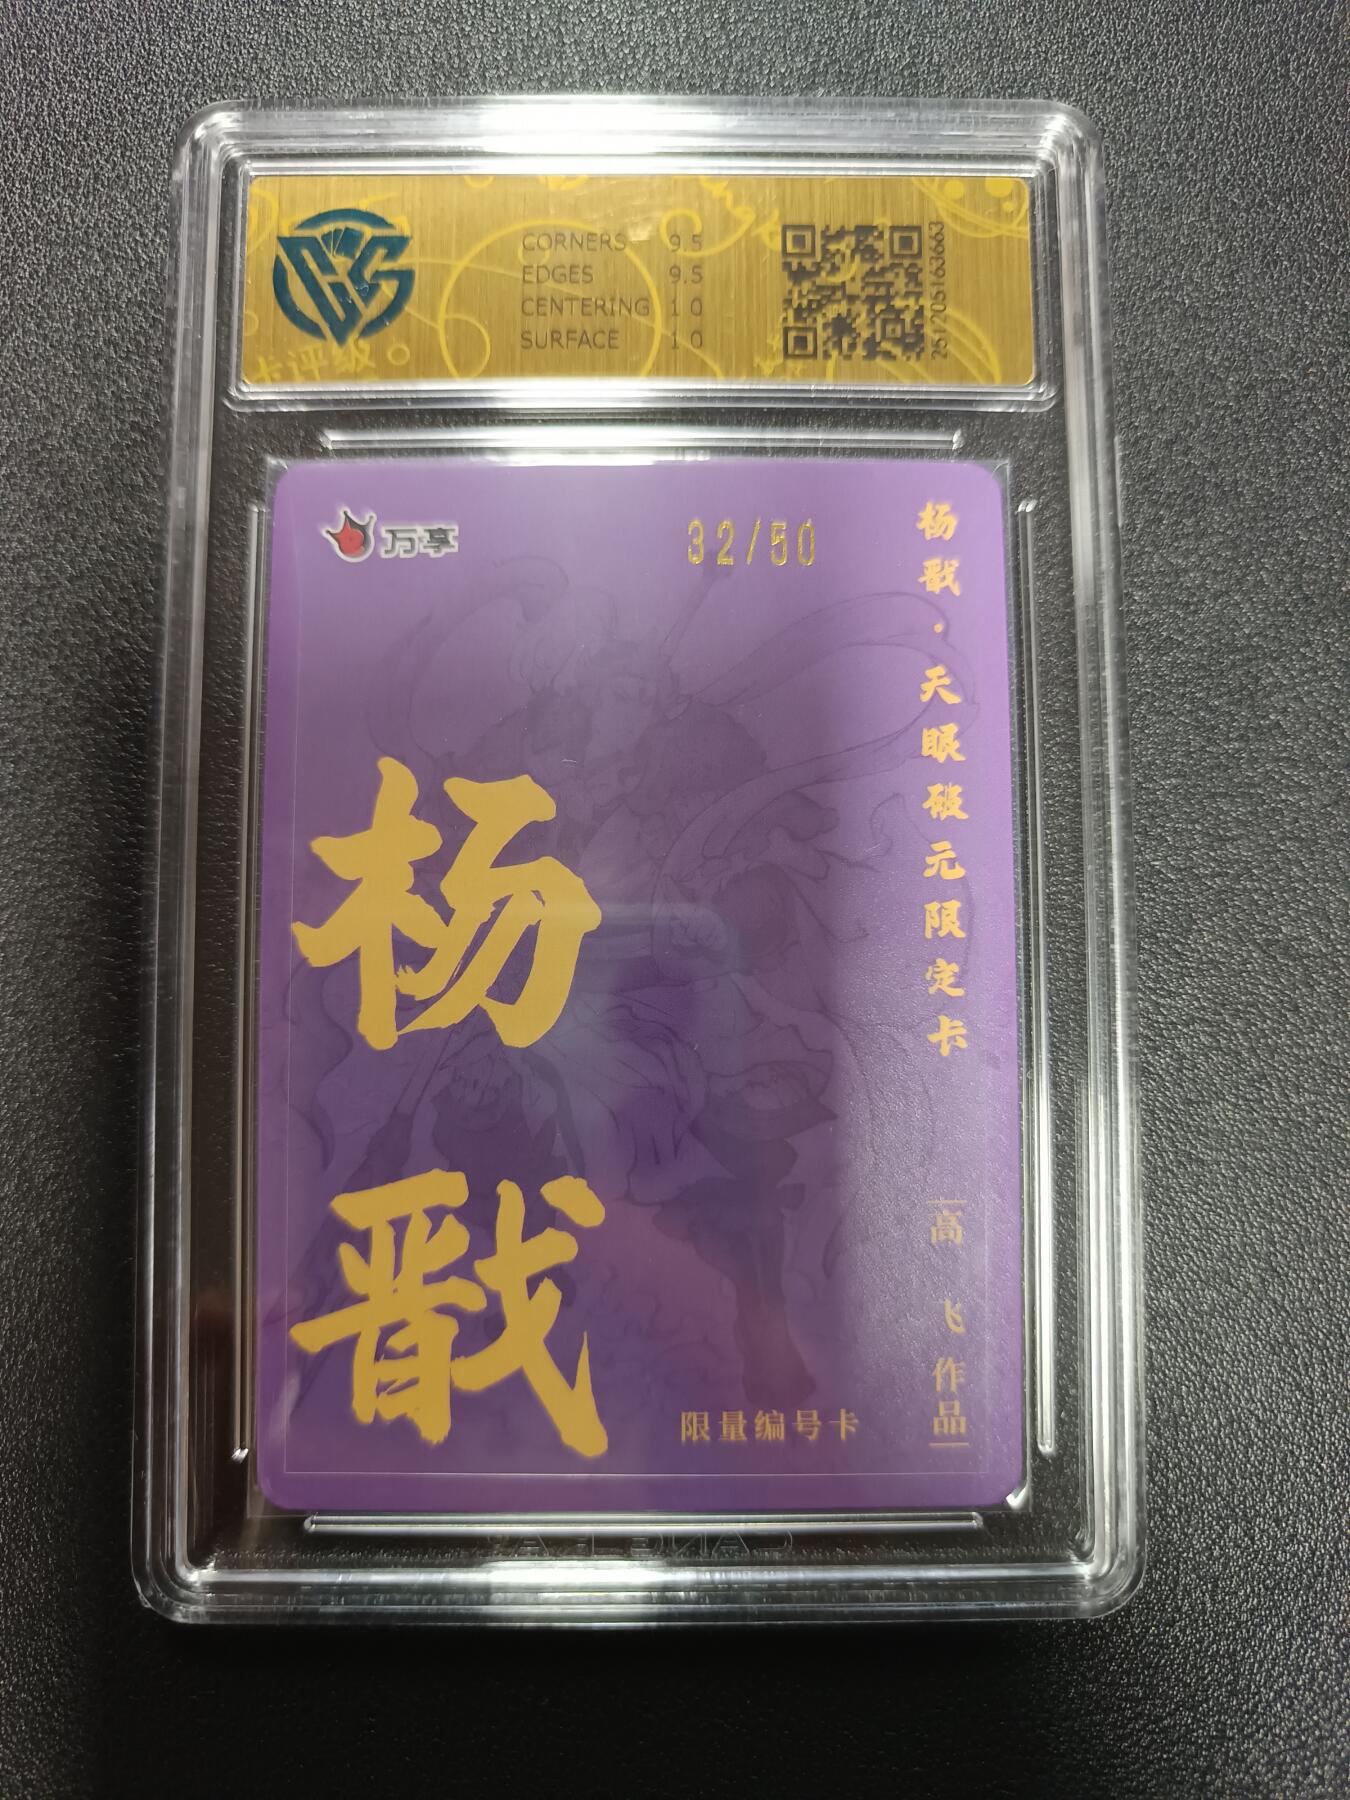 CORNERS 9.5
EDGES 9.5
CENTERING 10
SURFACE 10
251205163663
卡评级
万享
32/50
杨戬·天眼破元限定卡
杨戬
高飞作品
限量编号卡